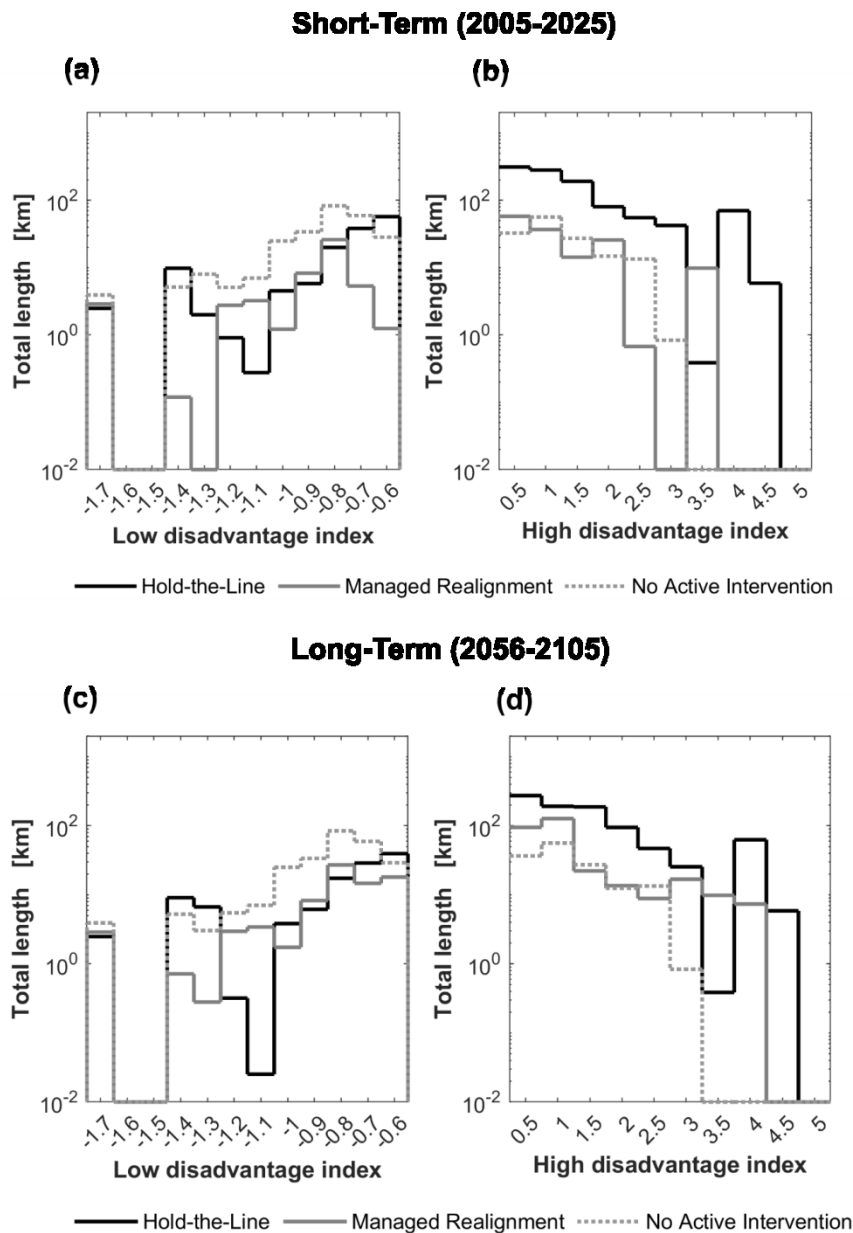 Short-Term (2005-2025)
(a)
(b)
Total length [km]
10^2
10^0
10^-2
-1.7 -1.6 -1.5 -1.4 -1.3 -1.2 -1.1 -1 -0.9 -0.8 -0.7 -0.6
Low disadvantage index
Total length [km]
10^2
10^0
10^-2
0.5 1 1.5 2 2.5 3 3.5 4 4.5 5
High disadvantage index
Hold-the-Line Managed Realignment No Active Intervention
Long-Term (2056-2105)
(c)
(d)
Total length [km]
10^2
10^0
10^-2
-1.7 -1.6 -1.5 -1.4 -1.3 -1.2 -1.1 -1 -0.9 -0.8 -0.7 -0.6
Low disadvantage index
Total length [km]
10^2
10^0
10^-2
0.5 1 1.5 2 2.5 3 3.5 4 4.5 5
High disadvantage index
Hold-the-Line Managed Realignment No Active Intervention